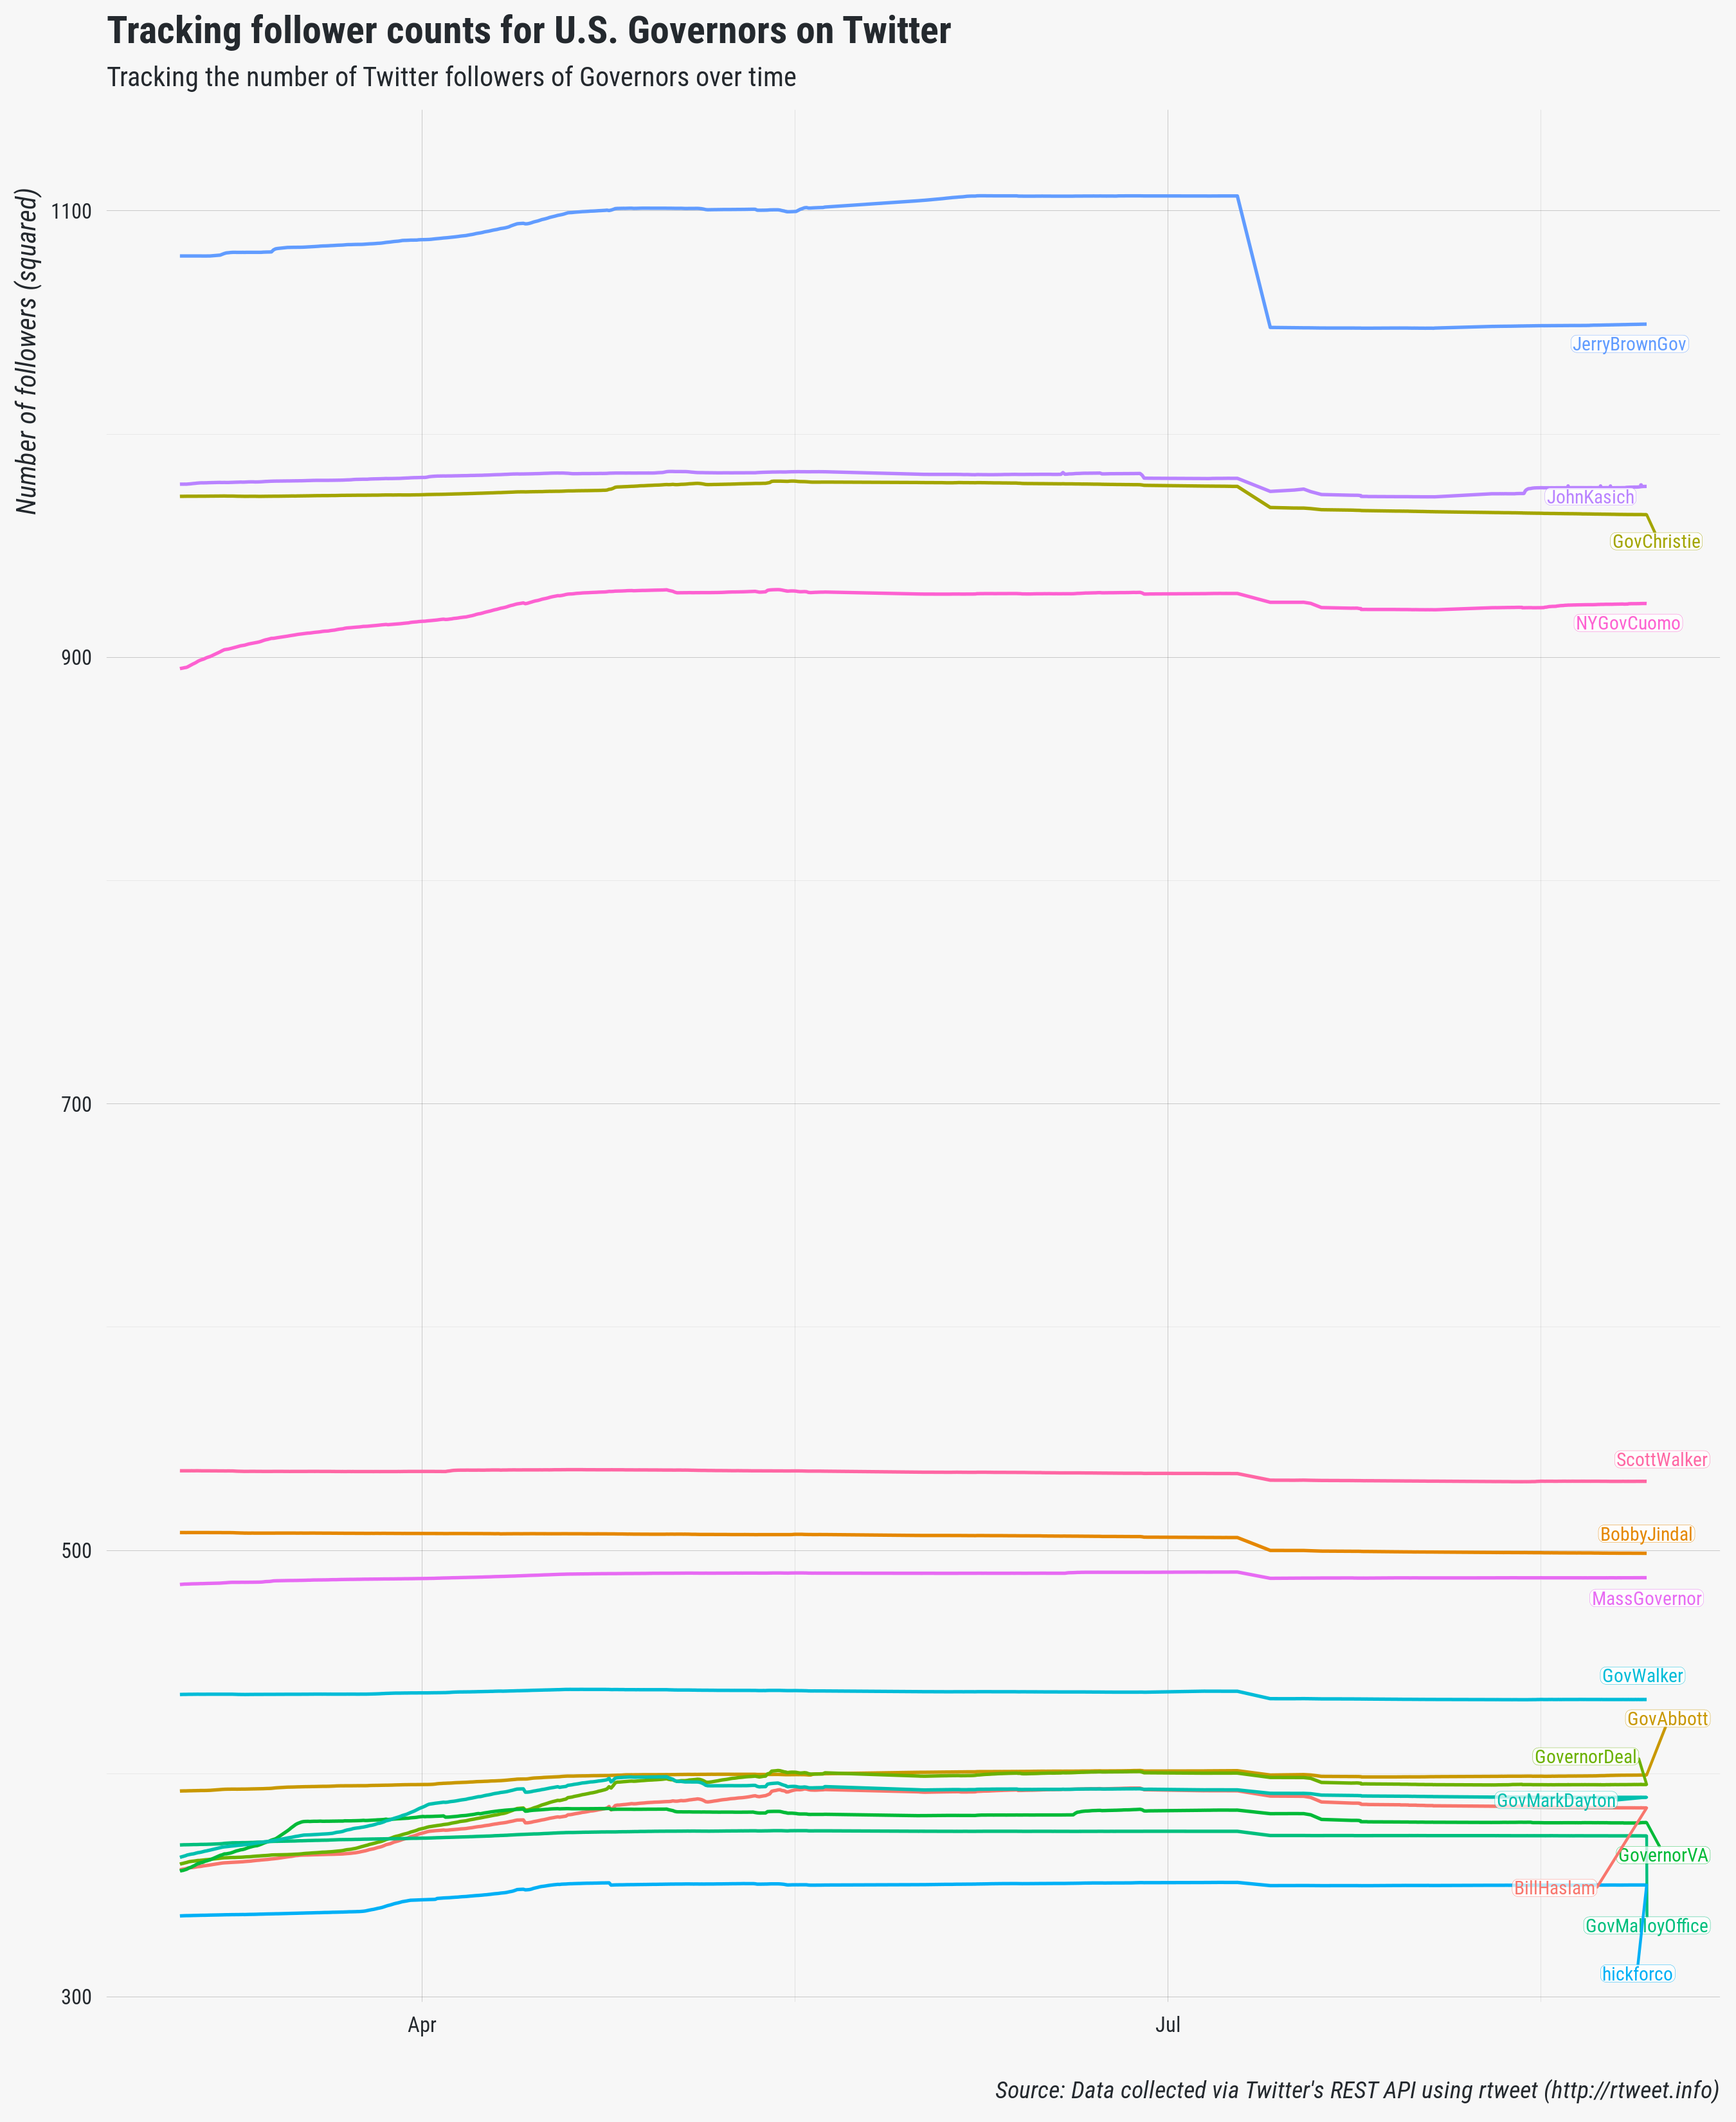 Tracking follower counts for U.S. Governors on Twitter
Tracking the number of Twitter followers of Governors over time
Number of followers (squared)
1100
900
700
500
300
JerryBrownGov
JohnKasich
GovChristie
NYGovCuomo
ScottWalker
BobbyJindal
MassGovernor
GovWalker
GovAbbott
GovernorDeal
GovMarkDayton
GovernorVA
BillHaslam
GovMalloyOffice
hickforco
Apr
Jul
Source: Data collected via Twitter's REST API using rtweet (http://rtweet.info)